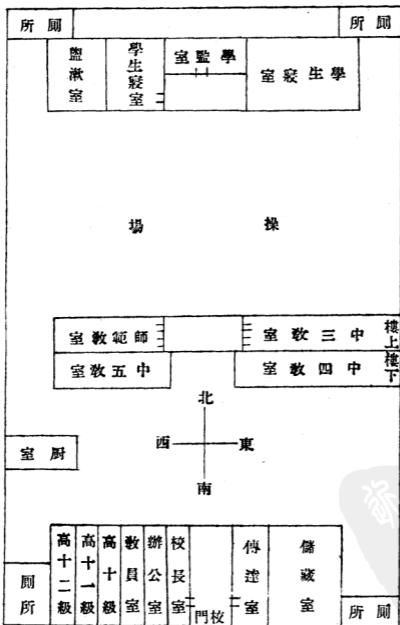 廁所
廁所
學生寢室
學監室
學生寢室
盥漱室
操場
樓上
中三教室
師範教室
樓下
中四教室
中五教室
北
東
西
南
廚室
儲藏室
傳達室
校門
校長室
辦公室
教員室
高十級
高十一級
高十二級
廁所
廁所